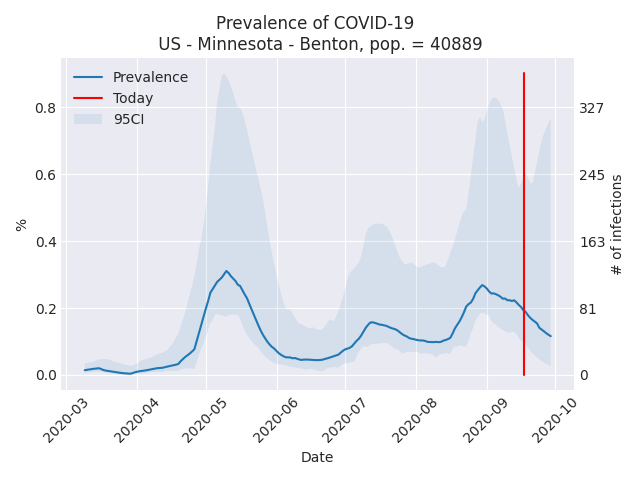 Prevalence of COVID-19
US - Minnesota - Benton, pop. = 40889
Prevalence
Today
95CI
0.8
0.6
0.4
0.2
0.0
%
327
245
163
81
0
# of infections
2020-03
2020-04
2020-05
2020-06
2020-07
2020-08
2020-09
2020-10
Date